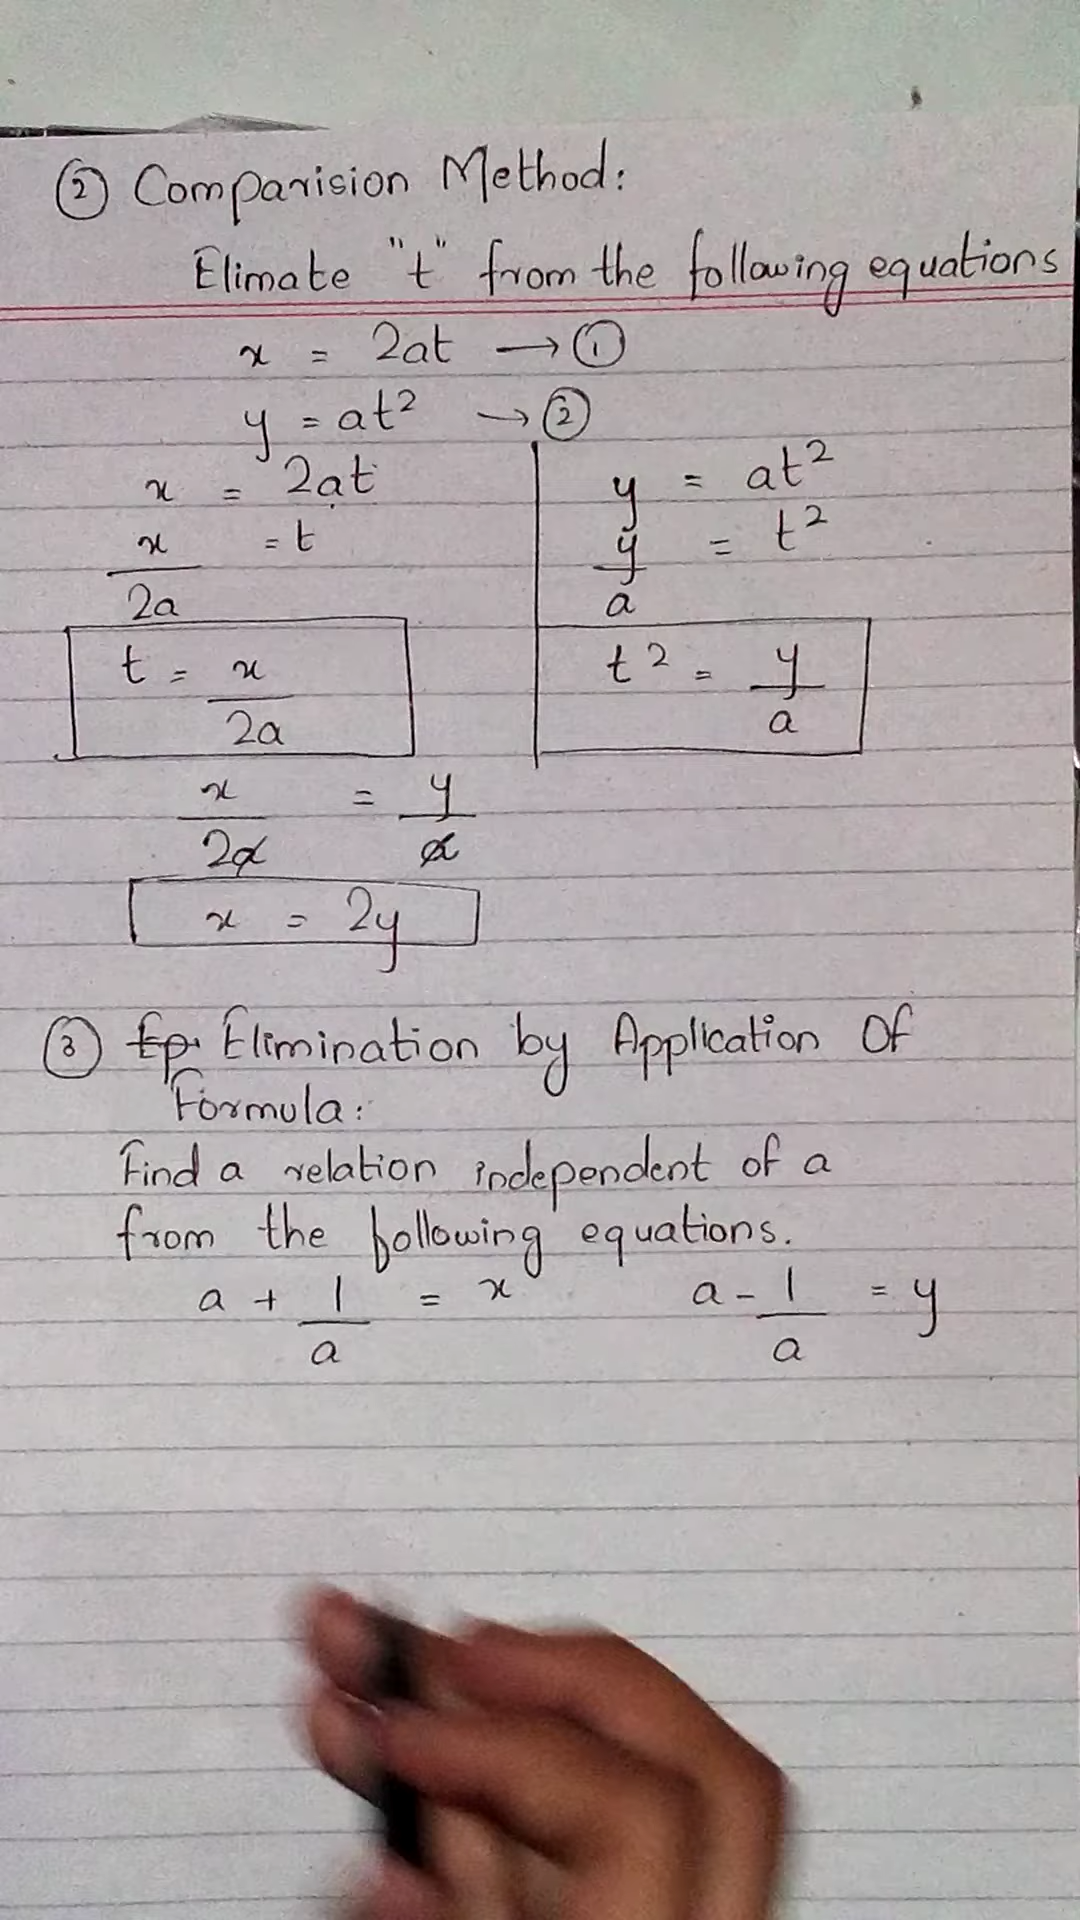 ② Comparision Method:
Elimate "t" from the following equations
x = 2at → ①
y = at² → ②
x = 2at
x/2a = t
t = x/2a
y = at²
y/a = t²
t² = y/a
x/2a = y/a
x = 2y
③ Ep. Elimination by Application Of
Formula:
Find a relation independent of a
from the following equations.
a + 1/a = x    a - 1/a = y